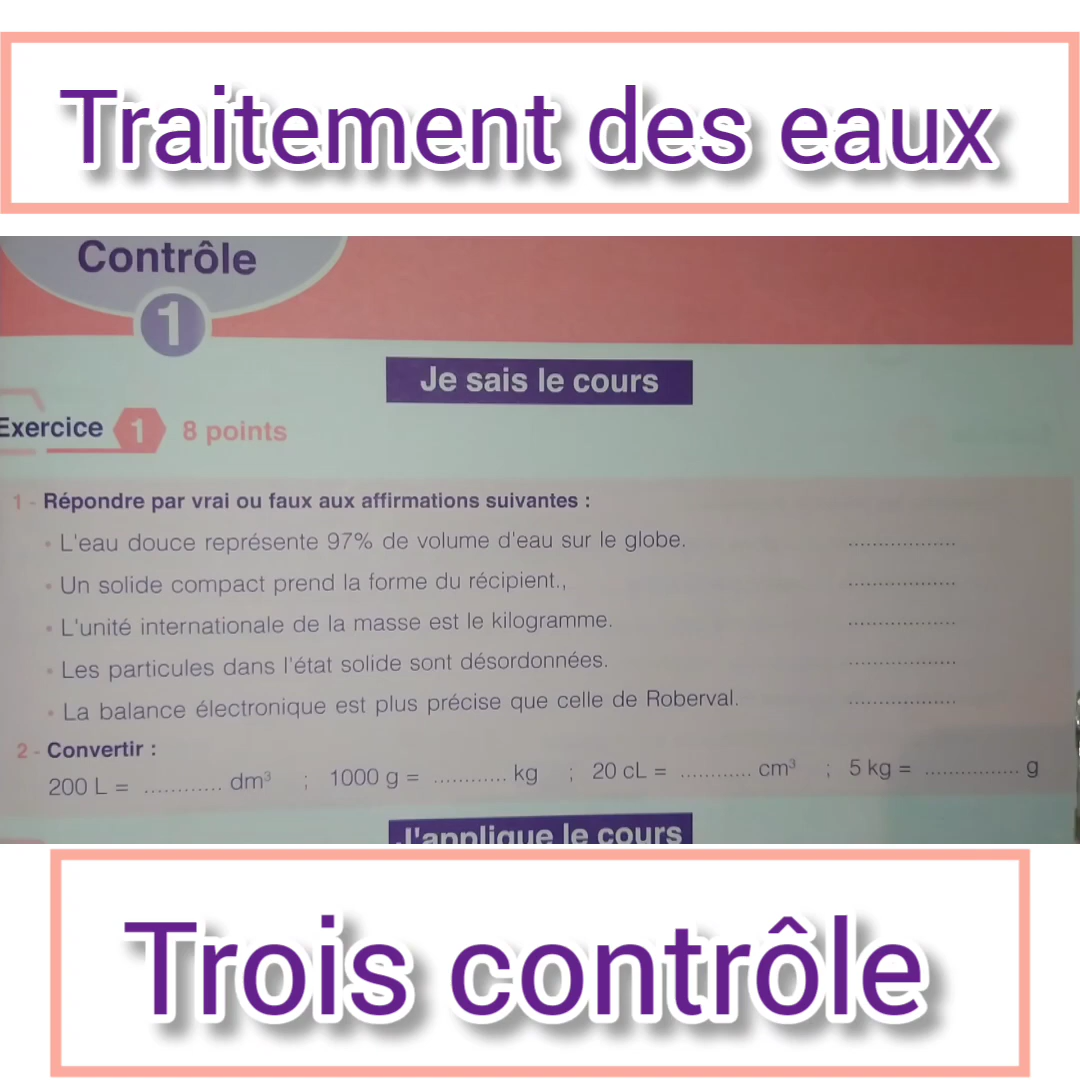 Traitement des eaux
Contrôle
1
Je sais le cours
Exercice 1 8 points
1 - Répondre par vrai ou faux aux affirmations suivantes :
• L'eau douce représente 97% de volume d'eau sur le globe. ..................
• Un solide compact prend la forme du récipient., ..................
• L'unité internationale de la masse est le kilogramme. ..................
• Les particules dans l'état solide sont désordonnées. ..................
• La balance électronique est plus précise que celle de Roberval. ..................
2 - Convertir :
200 L = ............ dm³ ; 1000 g = ............ kg ; 20 cL = ............ cm³ ; 5 kg = ................ g
J'applique le cours
Trois contrôle